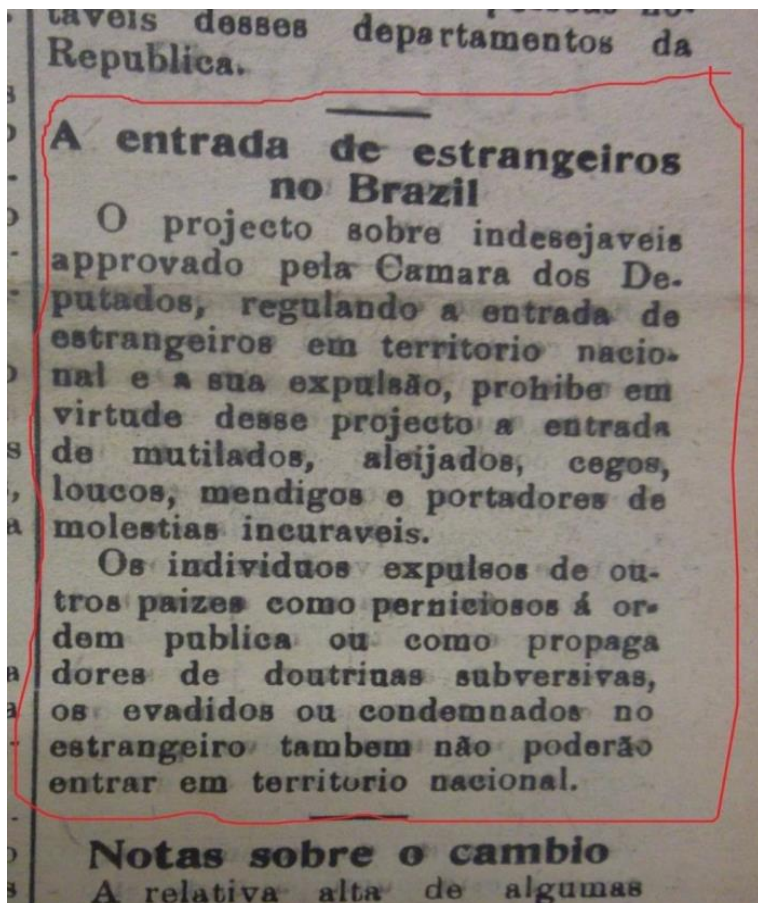 taveis desses departamentos da
Republica.
A entrada de estrangeiros
no Brazil
O projecto sobre indesejaveis
approvado pela Camara dos De-
putados, regulando a entrada de
estrangeiros em territorio nacio-
nal e a sua expulsão, prohibe em
virtude desse projecto a entrada
de mutilados, aleijados, cegos,
loucos, mendigos e portadores de
molestias incuraveis.
Os individuos expulsos de ou-
tros paizes como perniciosos á or-
dem publica ou como propaga
dores de doutrinas subversivas,
os evadidos ou condemnados no
estrangeiro tambem não poderão
entrar em territorio nacional.
Notas sobre o cambio
A relativa alta de algumas